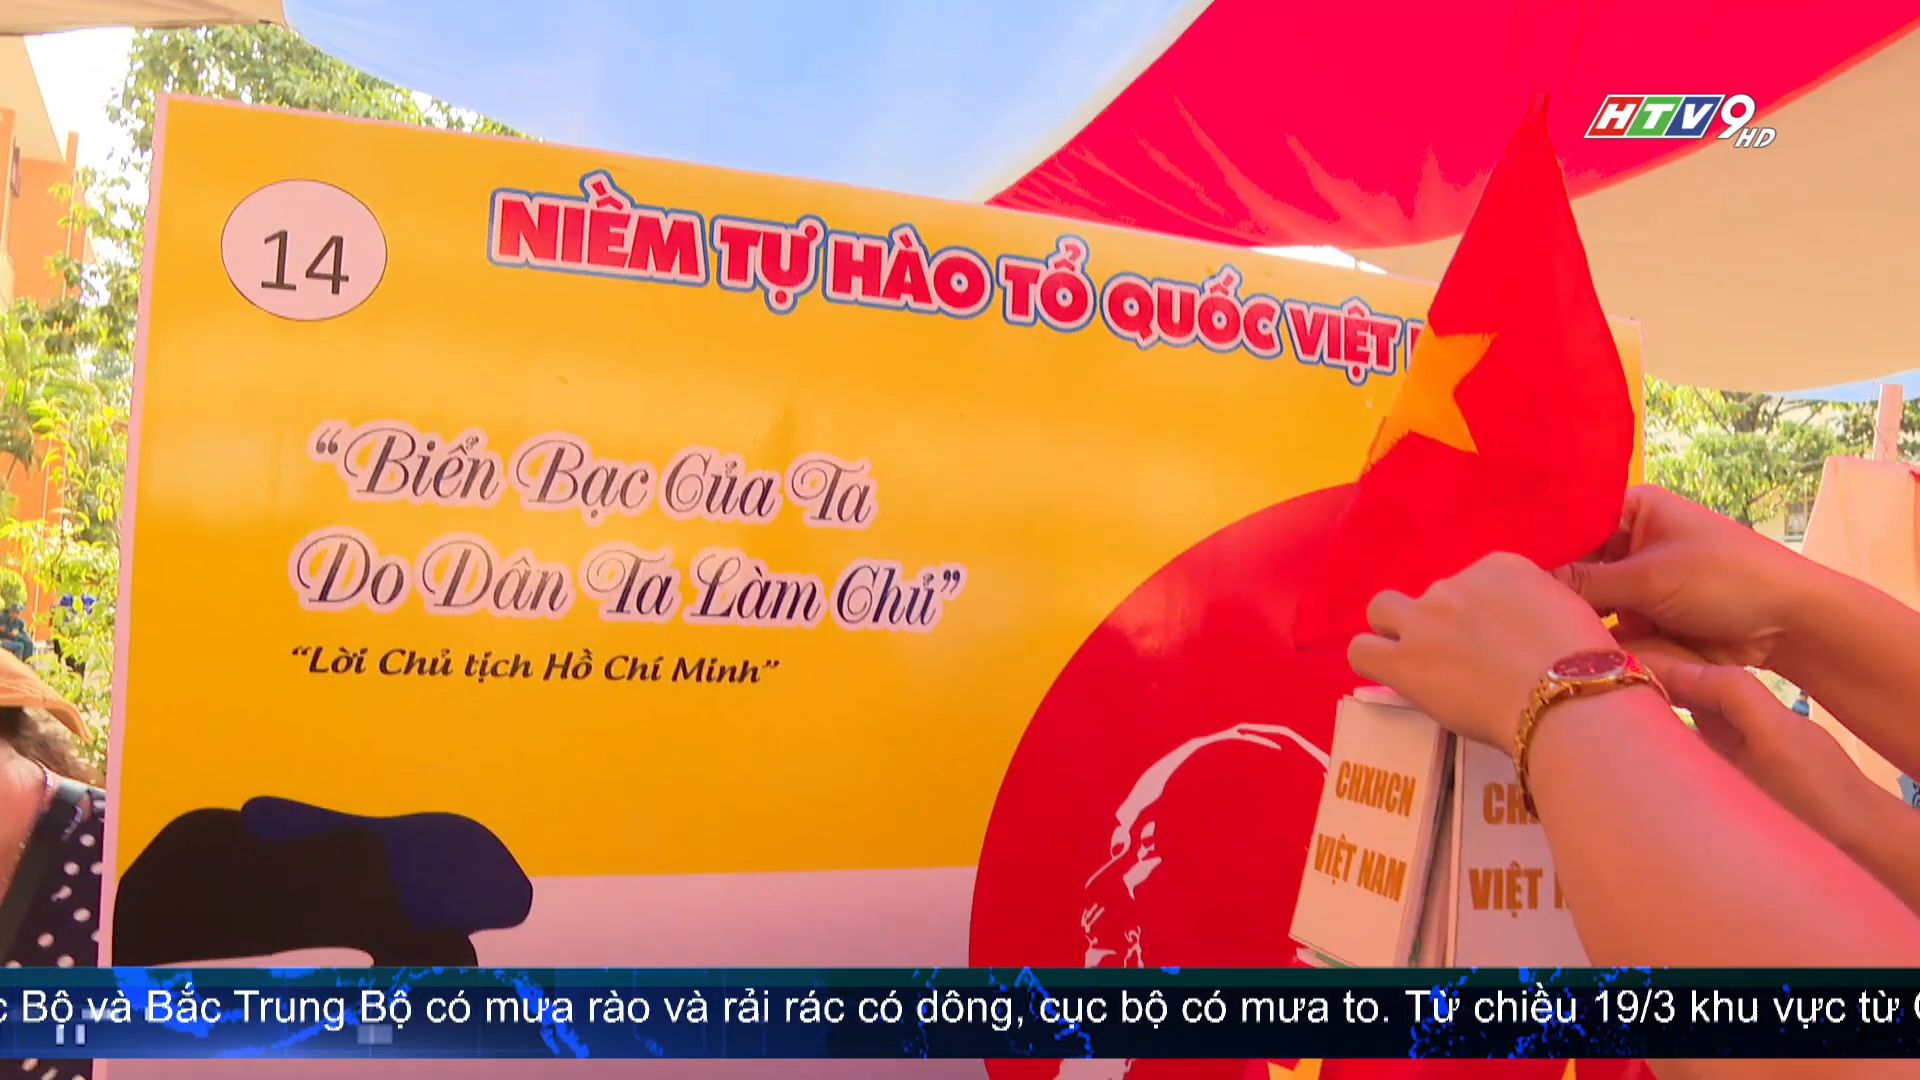 HTV9
HD
14
NIỀM TỰ HÀO TỔ QUỐC VIỆT
“Biển Bạc Của Ta
Do Dân Ta Làm Chủ”
“Lời Chủ tịch Hồ Chí Minh”
CHXHCN
VIỆT NAM
VIỆT
Bộ và Bắc Trung Bộ có mưa rào và rải rác có dông, cục bộ có mưa to. Từ chiều 19/3 khu vực từ